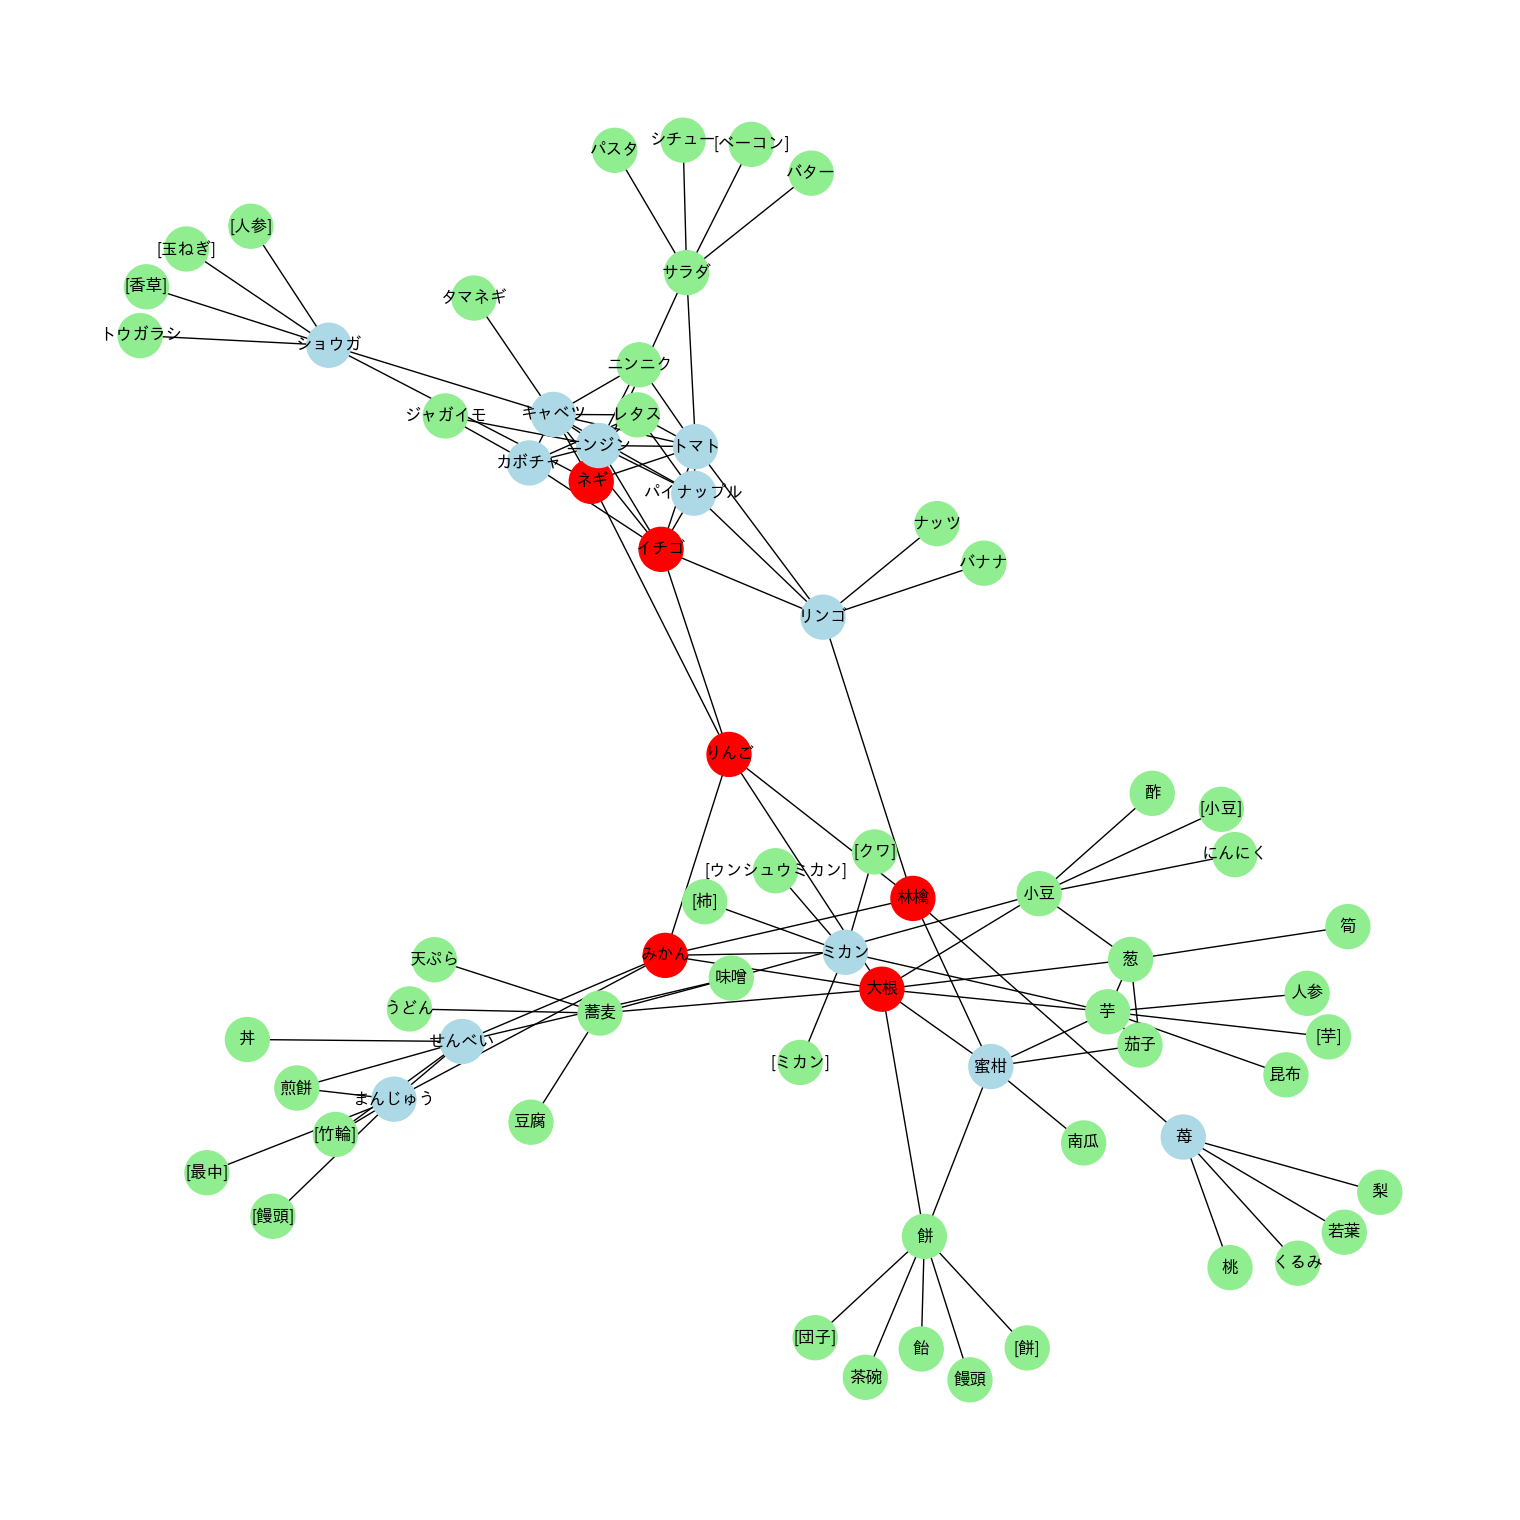 シチュー
[ベーコン]
パスタ
バター
[人参]
[玉ねぎ]
サラダ
[香草]
タマネギ
トウガラシ
ショウガ
ニンニク
キャベツ
レタス
ジャガイモ
ニンジン
トマト
カボチャ
ネギ
パイナップル
ナッツ
イチゴ
バナナ
リンゴ
りんご
酢
[小豆]
[クワ]
にんにく
[ウンシュウミカン]
小豆
林檎
[柿]
筍
ミカン
みかん
天ぷら
葱
味噌
大根
人参
うどん
蕎麦
芋
[芋]
丼
せんべい
茄子
[ミカン]
蜜柑
昆布
煎餅
まんじゅう
豆腐
[竹輪]
苺
南瓜
[最中]
梨
[饅頭]
若葉
餅
くるみ
桃
[団子]
飴
[餅]
茶碗
饅頭